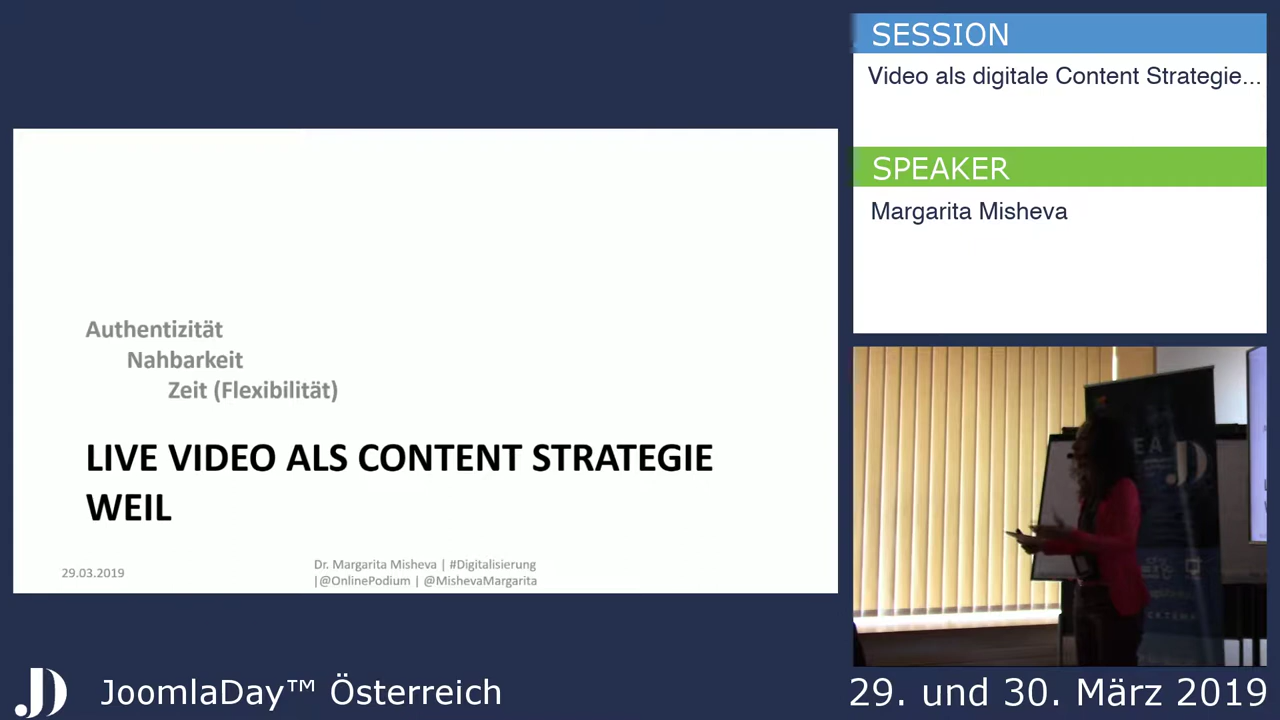 SESSION
Video als digitale Content Strategie...
SPEAKER
Margarita Misheva
Authentizität
Nahbarkeit
Zeit (Flexibilität)
LIVE VIDEO ALS CONTENT STRATEGIE
WEIL
29.03.2019
Dr. Margarita Misheva | #Digitalisierung
|@OnlinePodium | @MishevaMargarita
JD JoomlaDay™ Österreich
29. und 30. März 2019